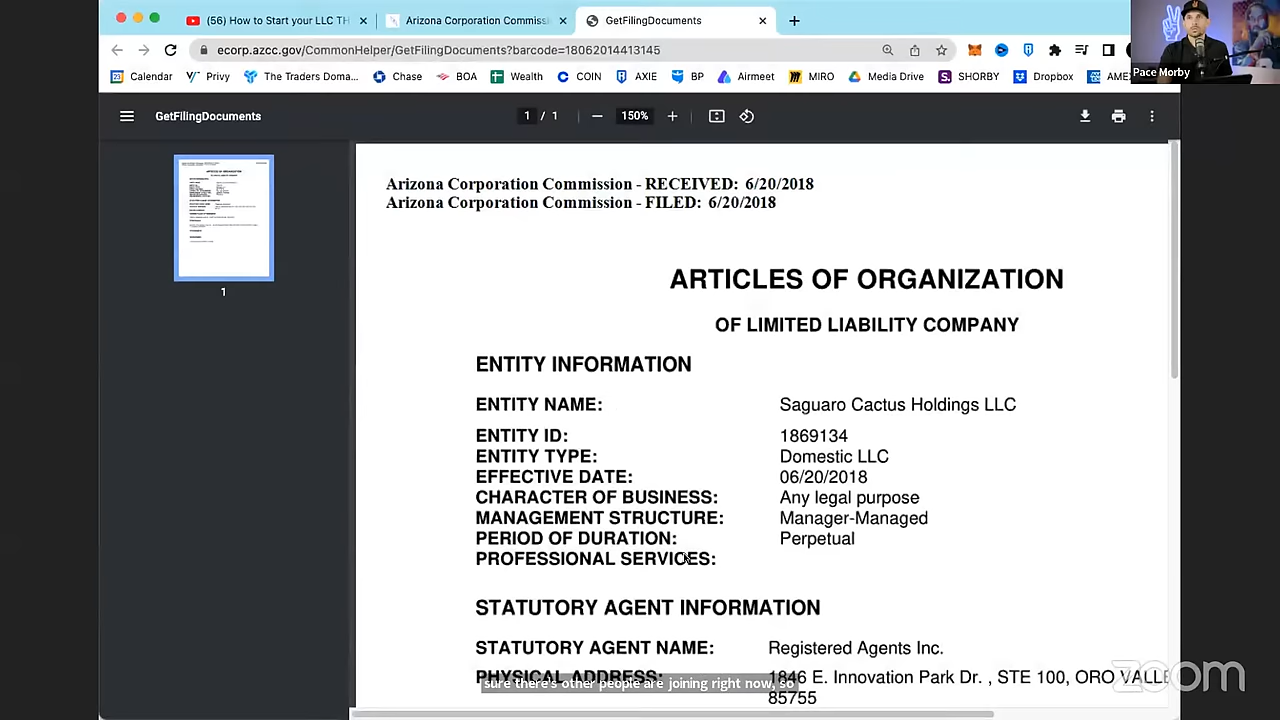 (56) How to Start your LLC TH
Arizona Corporation Commiss
GetFilingDocuments
ecorp.azcc.gov/CommonHelper/GetFilingDocuments?barcode=18062014413145
Calendar Privy The Traders Doma... Chase BOA Wealth COIN AXIE BP Airmeet MIRO Media Drive SHORBY Dropbox AMEX
Pace Morby
GetFilingDocuments
1 / 1
150%
1
Arizona Corporation Commission - RECEIVED: 6/20/2018
Arizona Corporation Commission - FILED: 6/20/2018
ARTICLES OF ORGANIZATION
OF LIMITED LIABILITY COMPANY
ENTITY INFORMATION
ENTITY NAME: Saguaro Cactus Holdings LLC
ENTITY ID: 1869134
ENTITY TYPE: Domestic LLC
EFFECTIVE DATE: 06/20/2018
CHARACTER OF BUSINESS: Any legal purpose
MANAGEMENT STRUCTURE: Manager-Managed
PERIOD OF DURATION: Perpetual
PROFESSIONAL SERVICES:
STATUTORY AGENT INFORMATION
STATUTORY AGENT NAME: Registered Agents Inc.
PHYSICAL ADDRESS: 1846 E. Innovation Park Dr. , STE 100, ORO VALLE
85755
sure there's other people are joining right now, so
zoom